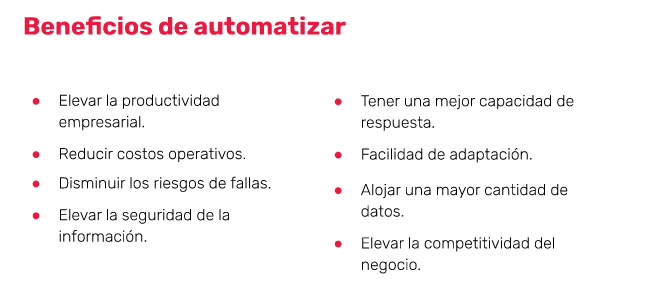 Beneficios de automatizar
Elevar la productividad
empresarial.
Reducir costos operativos.
Disminuir los riesgos de fallas.
Elevar la seguridad de la
información.
Tener una mejor capacidad de
respuesta.
Facilidad de adaptación.
Alojar una mayor cantidad de
datos.
Elevar la competitividad del
negocio.